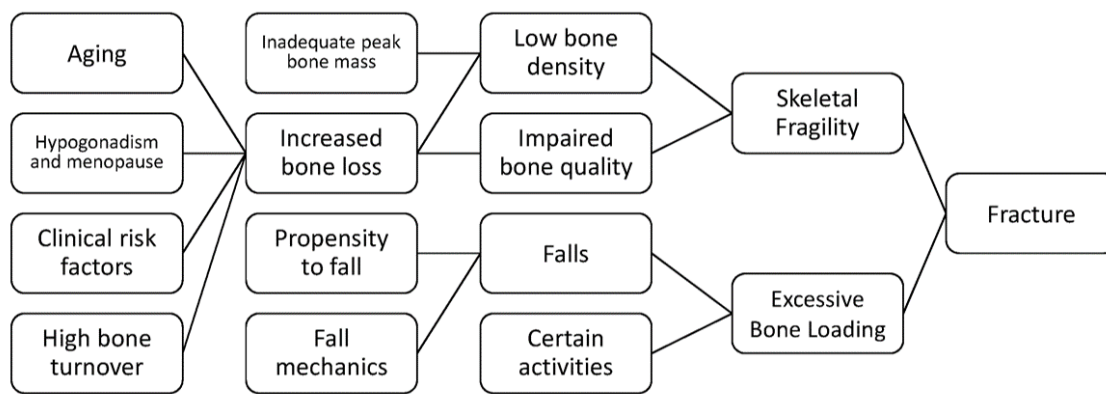 Aging
Inadequate peak
bone mass
Low bone
density
Skeletal
Fragility
Hypogonadism
and menopause
Increased
bone loss
Impaired
bone quality
Fracture
Clinical risk
factors
Propensity
to fall
Falls
Excessive
Bone Loading
High bone
turnover
Fall
mechanics
Certain
activities